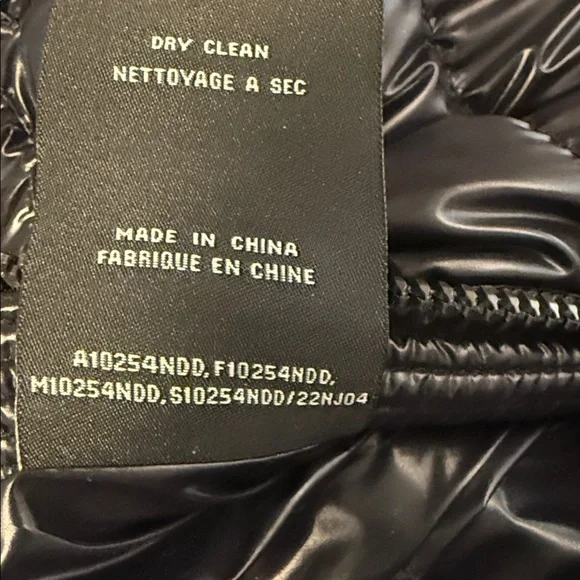 DRY CLEAN
NETTOYAGE A SEC
MADE IN CHINA
FABRIQUE EN CHINE
A10254NDD, F10254NDD,
M10254NDD, S10254NDD/22NJ04